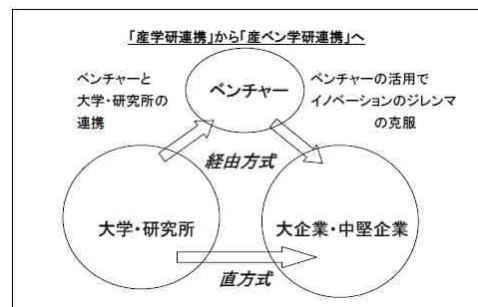 「産学研連携」から「産ベン学研連携」へ
ベンチャーと
大学・研究所の
連携
ベンチャー
ベンチャーの活用で
イノベーションのジレンマ
の克服
経由方式
大学・研究所
大企業・中堅企業
直方式